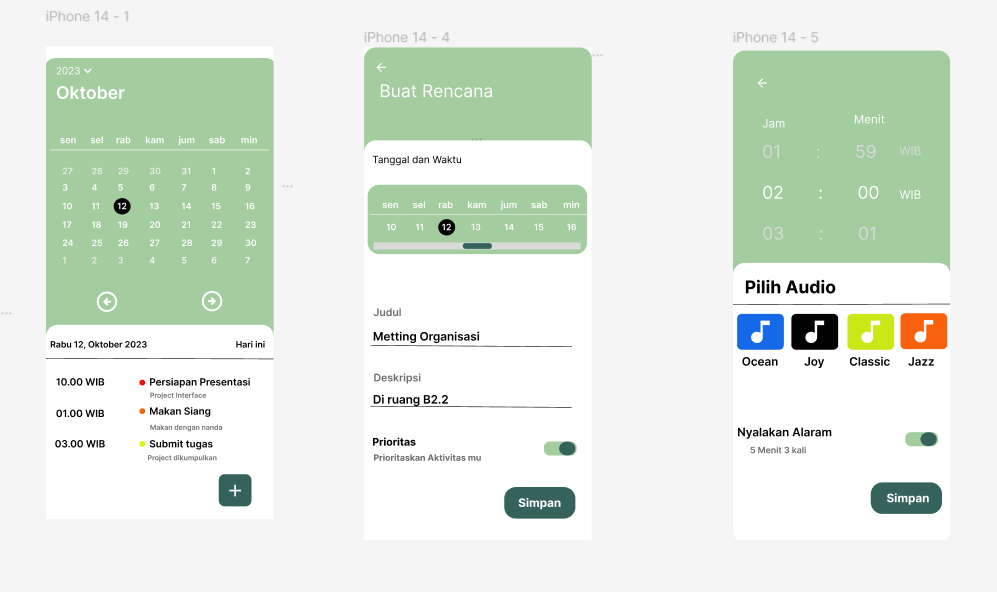 iPhone 14 - 1
2023
Oktober
sen sel rab kam jum sab min
27 28 29 30 31 1 2
3 4 5 6 7 8 9
10 11 12 13 14 15 16
17 18 19 20 21 22 23
24 25 26 27 28 29 30
1 2 3 4 5 6 7
Rabu 12, Oktober 2023 Hari ini
10.00 WIB Persiapan Presentasi
Project Interface
01.00 WIB Makan Siang
Makan dengan nanda
03.00 WIB Submit tugas
Project dikumpulkan
+
iPhone 14 - 4
Buat Rencana
Tanggal dan Waktu
sen sel rab kam jum sab min
10 11 12 13 14 15 16
Judul
Metting Organisasi
Deskripsi
Di ruang B2.2
Prioritas
Prioritaskan Aktivitas mu
Simpan
iPhone 14 - 5
Jam Menit
01 : 59 WIB
02 : 00 WIB
03 : 01
Pilih Audio
Ocean Joy Classic Jazz
Nyalakan Alaram
5 Menit 3 kali
Simpan